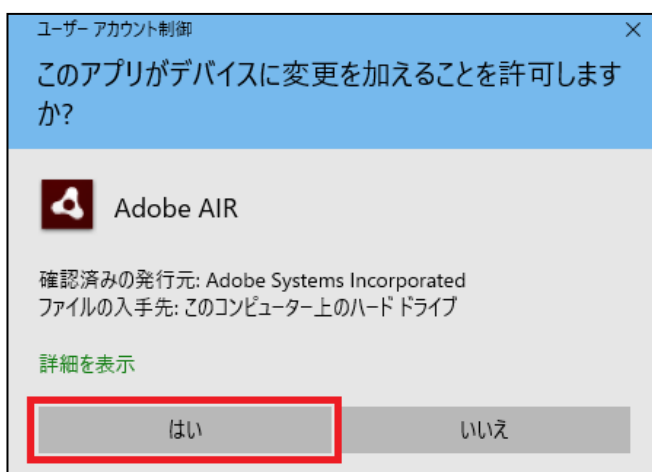 ユーザー アカウント制御
このアプリがデバイスに変更を加えることを許可します
か?
Adobe AIR
確認済みの発行元: Adobe Systems Incorporated
ファイルの入手先: このコンピューター上のハード ドライブ
詳細を表示
はい
いいえ